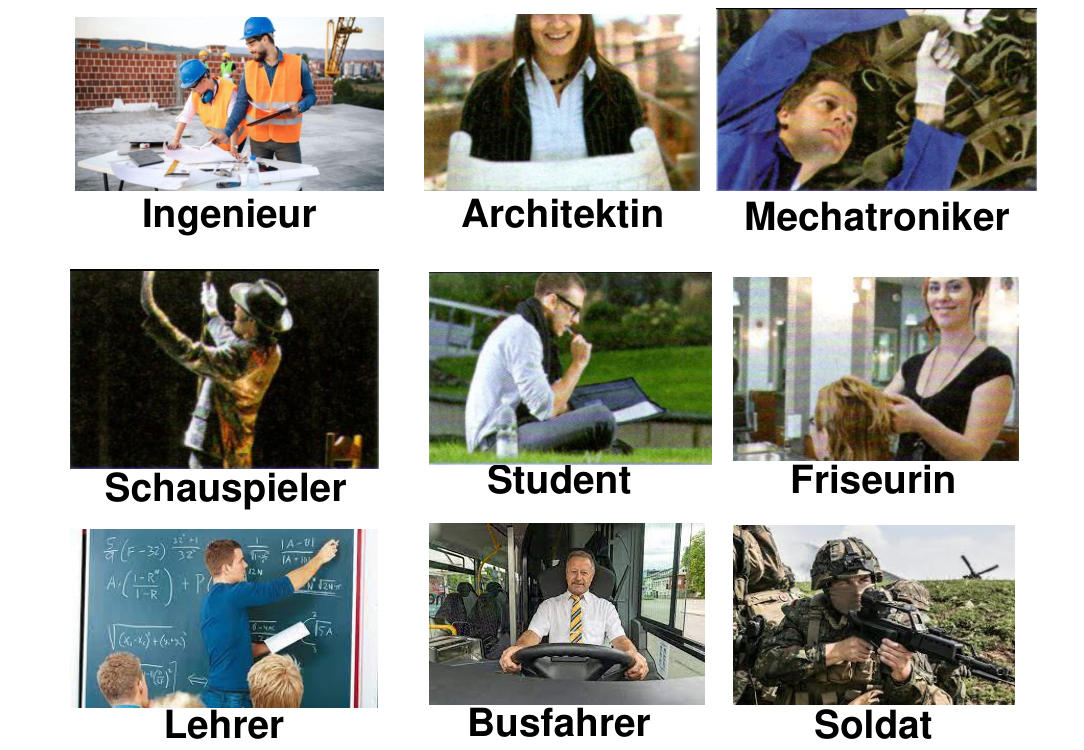 Ingenieur
Architektin
Mechatroniker
Schauspieler
Student
Friseurin
Lehrer
Busfahrer
Soldat